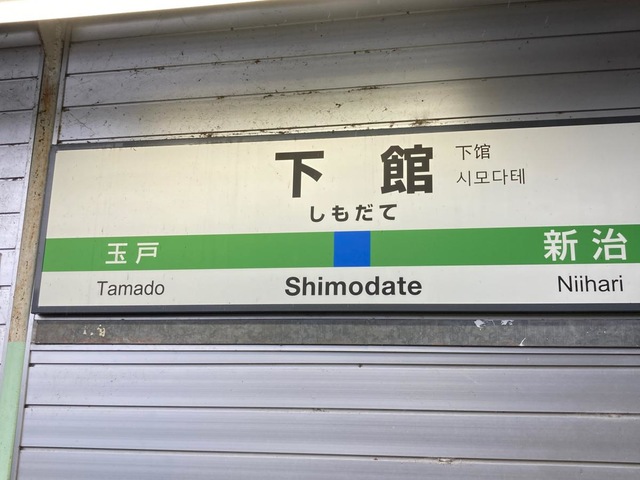 下館
下馆
시모다테
しもだて
玉戸
新治
Tamado
Shimodate
Niihari